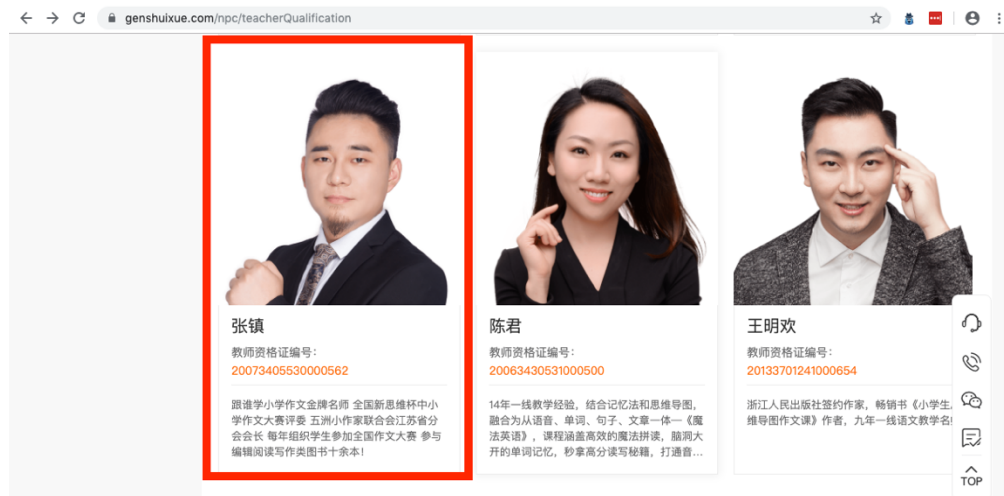 genshuixue.com/npc/teacherQualification
张镇
教师资格证编号：
20073405530000562
跟谁学小学作文金牌名师 全国新思维杯中小
学作文大赛评委 五洲小作家联合会江苏省分
会会长 每年组织学生参加全国作文大赛 参与
编辑阅读写作类图书十余本！
陈君
教师资格证编号：
20063430531000500
14年一线教学经验，结合记忆法和思维导图，
融合为从语音、单词、句子、文章一体—《魔
法英语》，课程涵盖高效的魔法拼读，脑洞大
开的单词记忆，秒拿高分读写秘籍，打通音...
王明欢
教师资格证编号：
20133701241000654
浙江人民出版社签约作家，畅销书《小学生
维导图作文课》作者，九年一线语文教学名
TOP